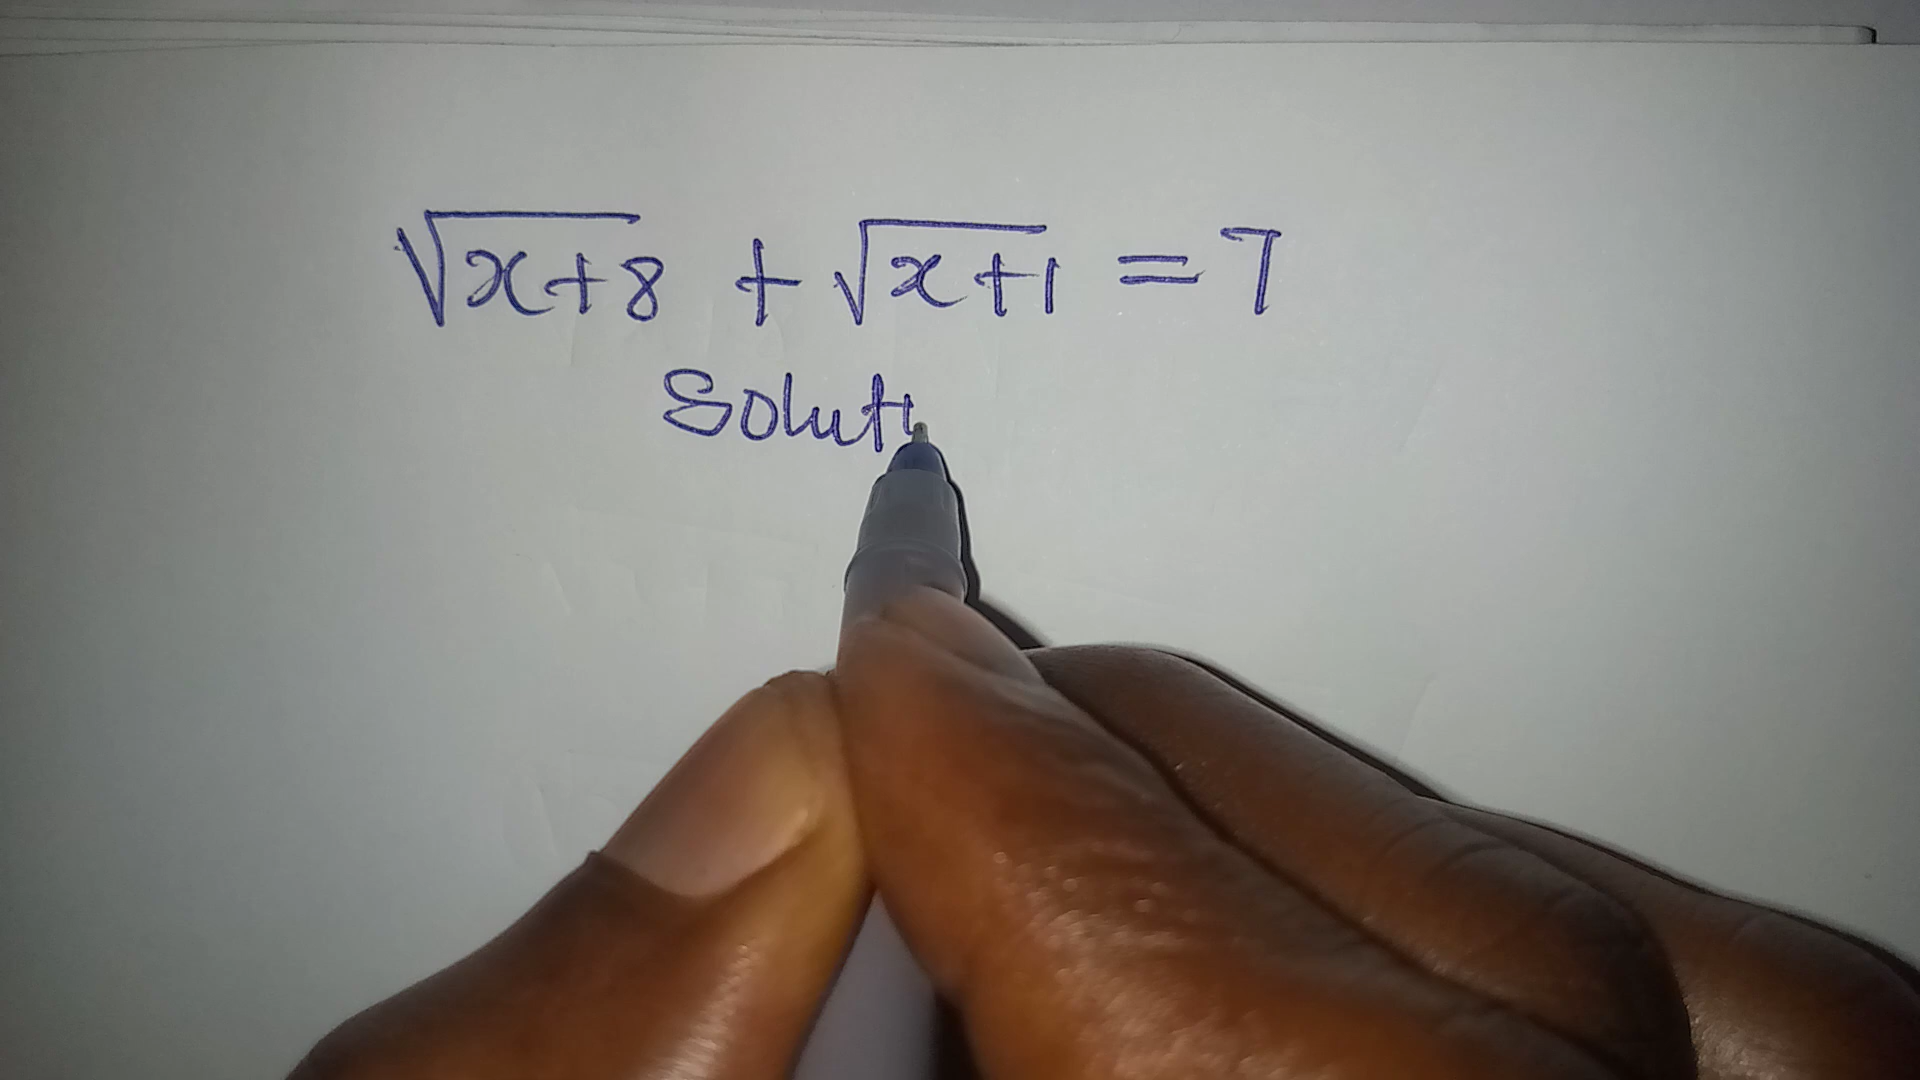 √x+8 + √x+1 = 7
Soluti